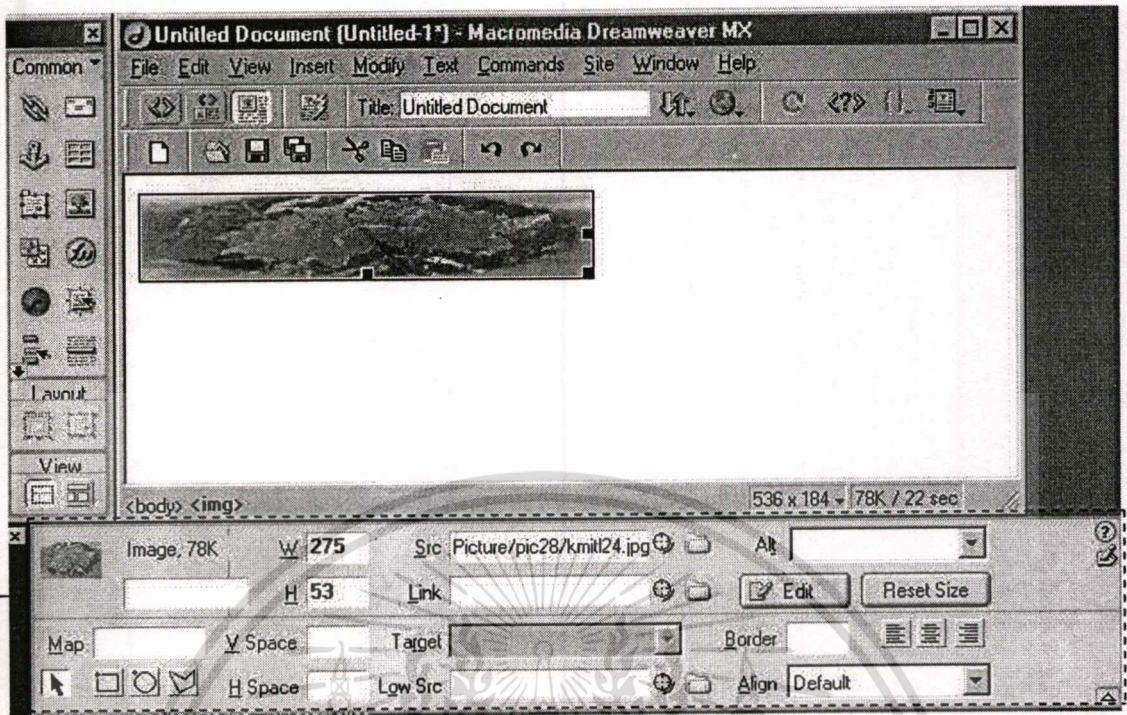 Untitled Document (Untitled-1*) - Macromedia Dreamweaver MX
Common
File Edit View Insert Modify Text Commands Site Window Help
Title: Untitled Document
Layout
View
<body> <img>
536 x 184 78K / 22 sec
Image, 78K W 275 Src Picture/pic28/kmitl24.jpg Alt
H 53 Link Edit Reset Size
Map V Space Target Border
H Space Low Src Align Default